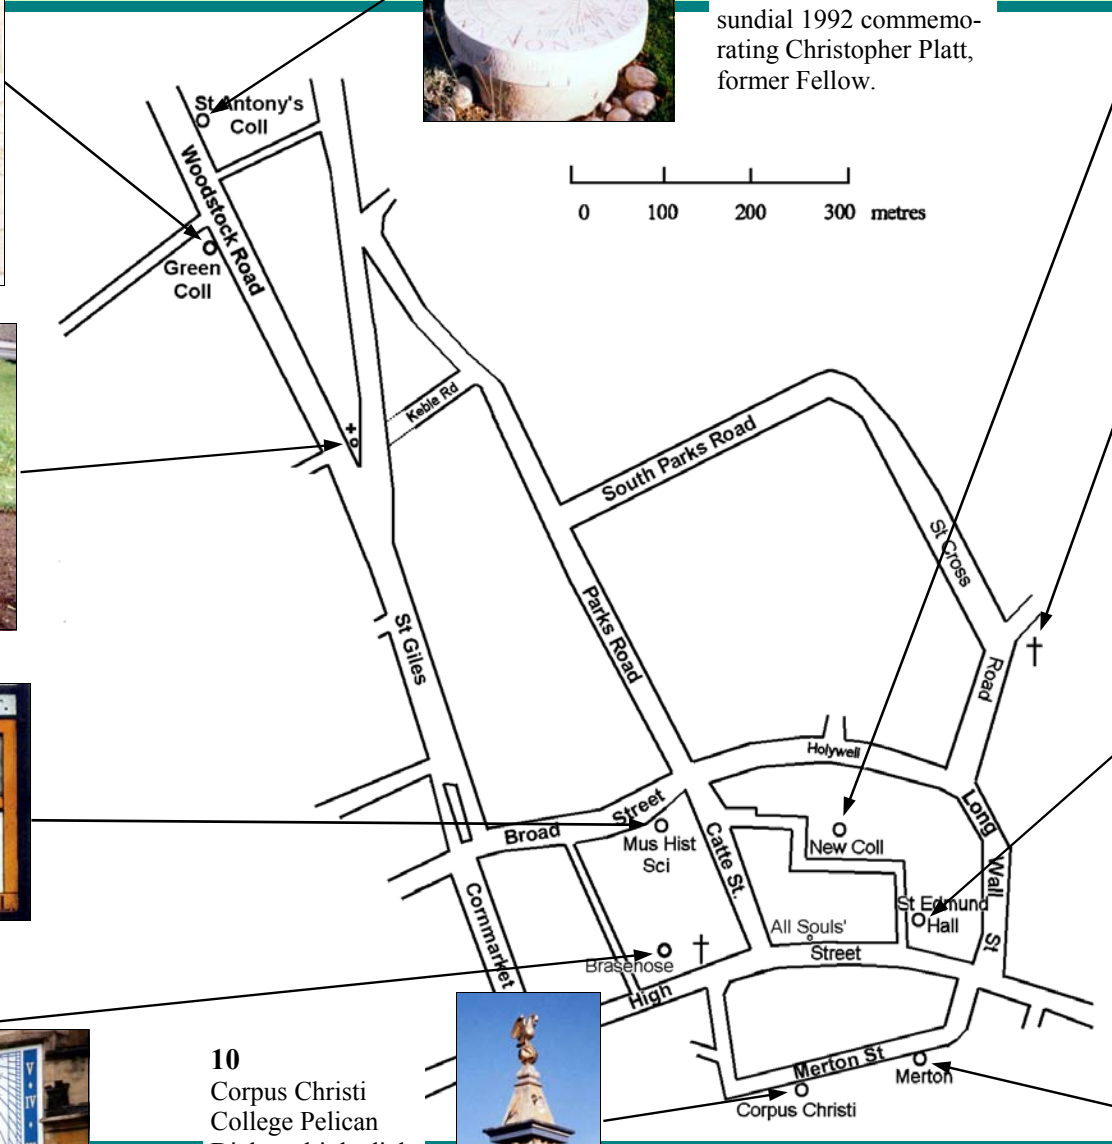 sundial 1992 commemo-
rating Christopher Platt,
former Fellow.
St Antony's
Coll
Woodstock Road
0 100 200 300 metres
Green
Coll
Keble Rd
South Parks Road
St Cross
Road
Parks Road
St Giles
Holywell
Broad Street
Mus Hist
Sci
Catte St.
New Coll
Long Wall St
St Edmund
Hall
All Souls'
Cornmarket
Brasenose
High Street
V
IV
10
Corpus Christi
College Pelican
Merton St
Merton
Corpus Christi